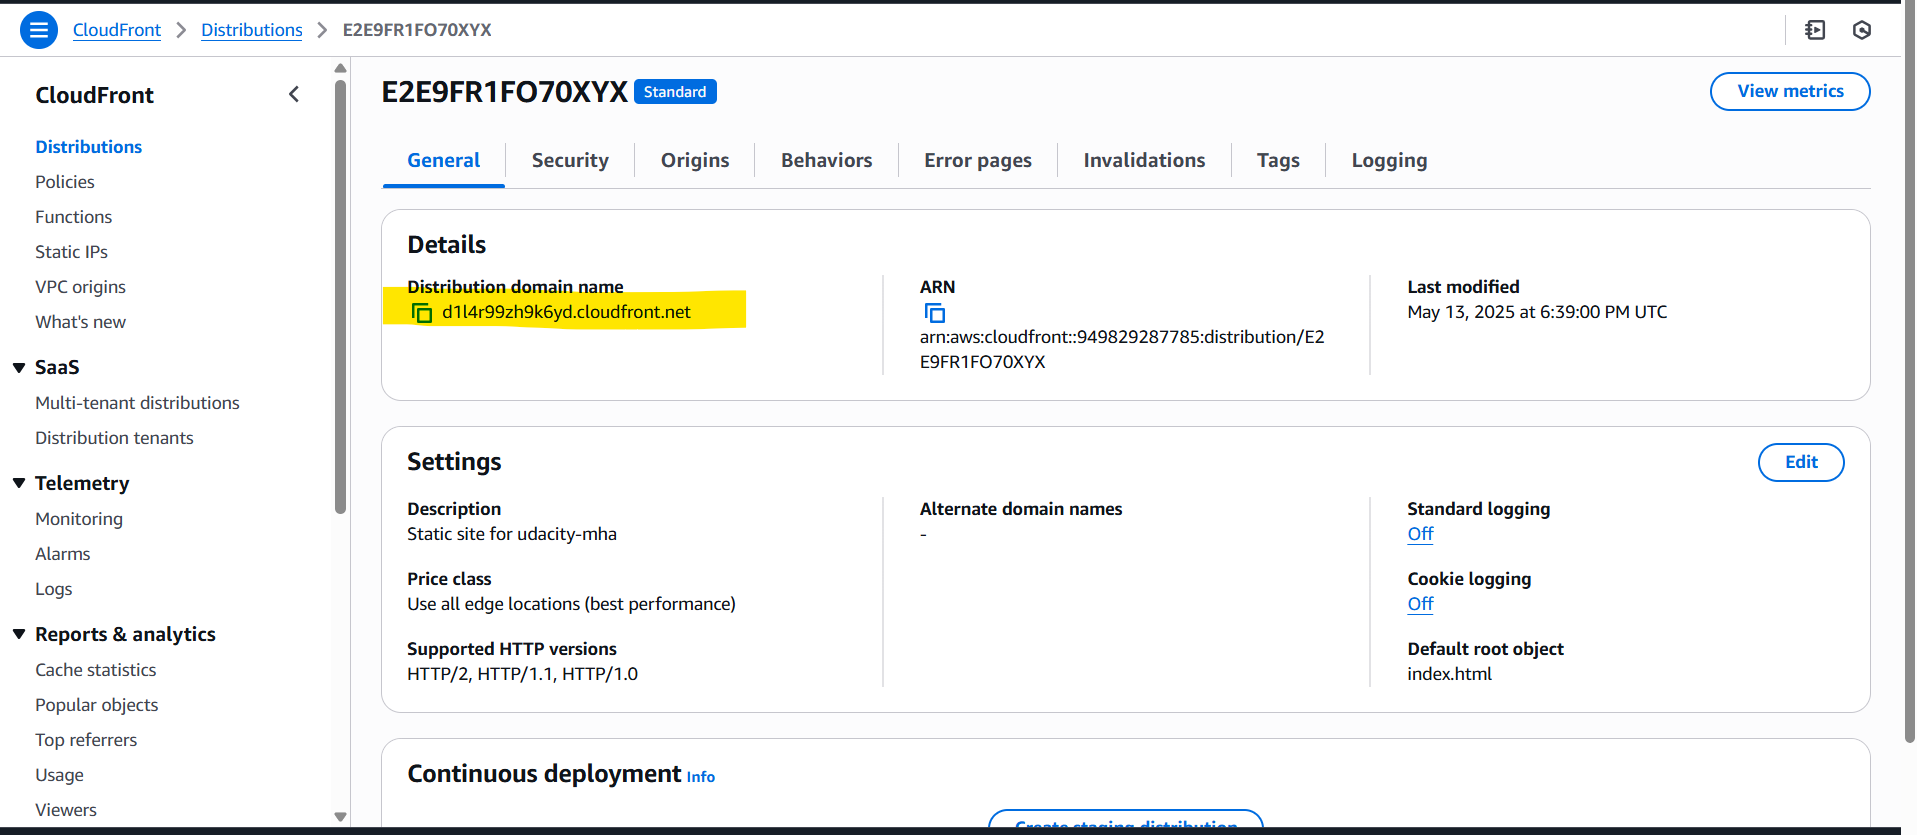 CloudFront > Distributions > E2E9FR1FO70XYX
CloudFront
Distributions
Policies
Functions
Static IPs
VPC origins
What's new
SaaS
Multi-tenant distributions
Distribution tenants
Telemetry
Monitoring
Alarms
Logs
Reports & analytics
Cache statistics
Popular objects
Top referrers
Usage
Viewers
E2E9FR1FO70XYX Standard
View metrics
General Security Origins Behaviors Error pages Invalidations Tags Logging
Details
Distribution domain name
d1l4r99zh9k6yd.cloudfront.net
ARN
arn:aws:cloudfront::949829287785:distribution/E2
E9FR1FO70XYX
Last modified
May 13, 2025 at 6:39:00 PM UTC
Settings
Edit
Description
Static site for udacity-mha
Price class
Use all edge locations (best performance)
Supported HTTP versions
HTTP/2, HTTP/1.1, HTTP/1.0
Alternate domain names
-
Standard logging
Off
Cookie logging
Off
Default root object
index.html
Continuous deployment Info
Create staging distribution